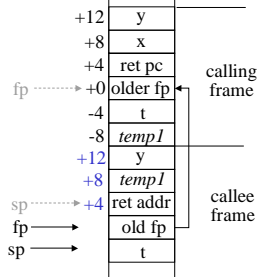 +12 y
+8 x
+4 ret pc
fp +0 older fp
calling
frame
-4 t
-8 temp1
+12 y
+8 temp1
sp +4 ret addr
callee
frame
fp old fp
sp t